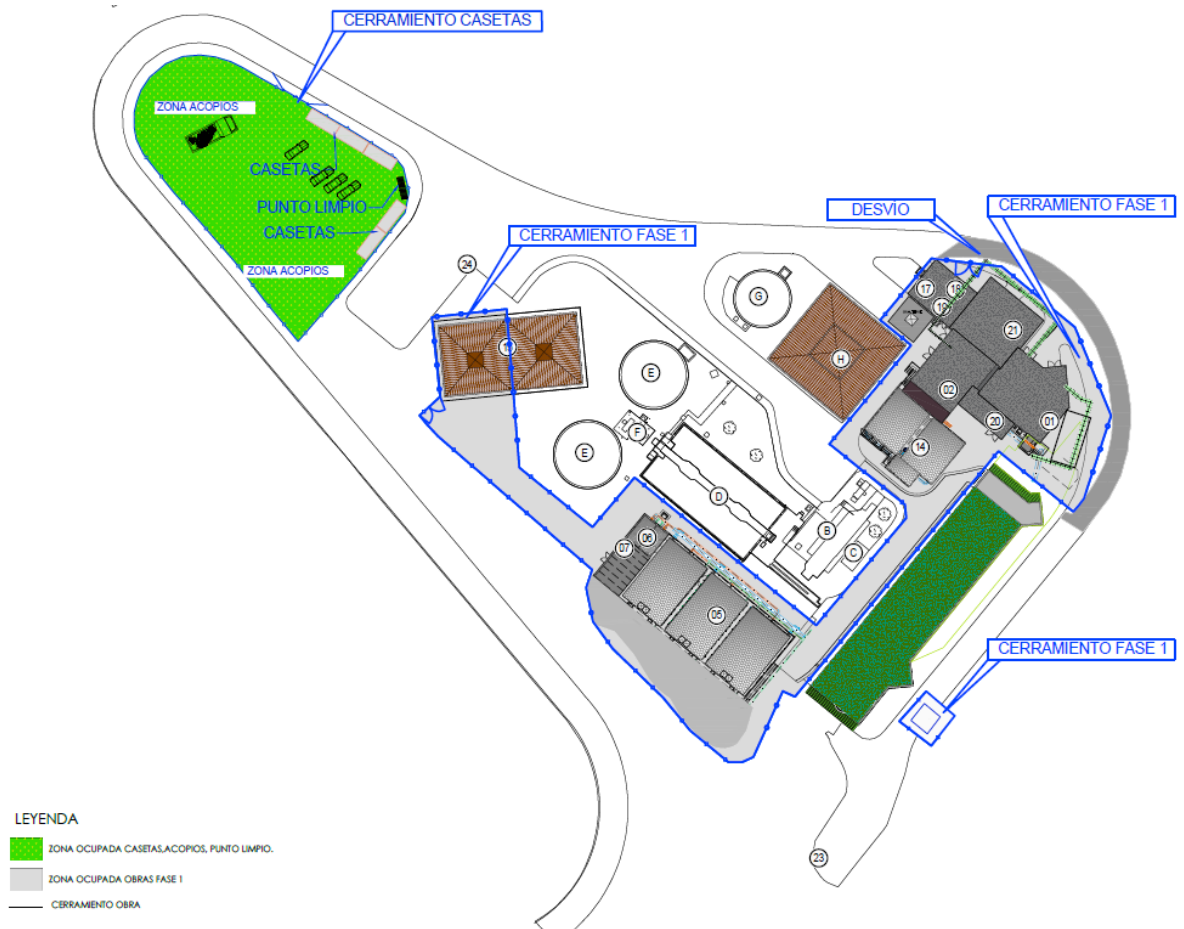 CERRAMIENTO CASETAS
ZONA ACOPIOS
CASETAS
PUNTO LIMPIO
CASETAS
ZONA ACOPIOS
DESVIO
CERRAMIENTO FASE 1
CERRAMIENTO FASE 1
24
G
17
18
19
21
H
E
02
F
20
01
14
E
D
B
C
06
07
05
CERRAMIENTO FASE 1
23
LEYENDA
ZONA OCUPADA CASETAS,ACOPIOS, PUNTO LIMPIO.
ZONA OCUPADA OBRAS FASE 1
CERRAMIENTO OBRA